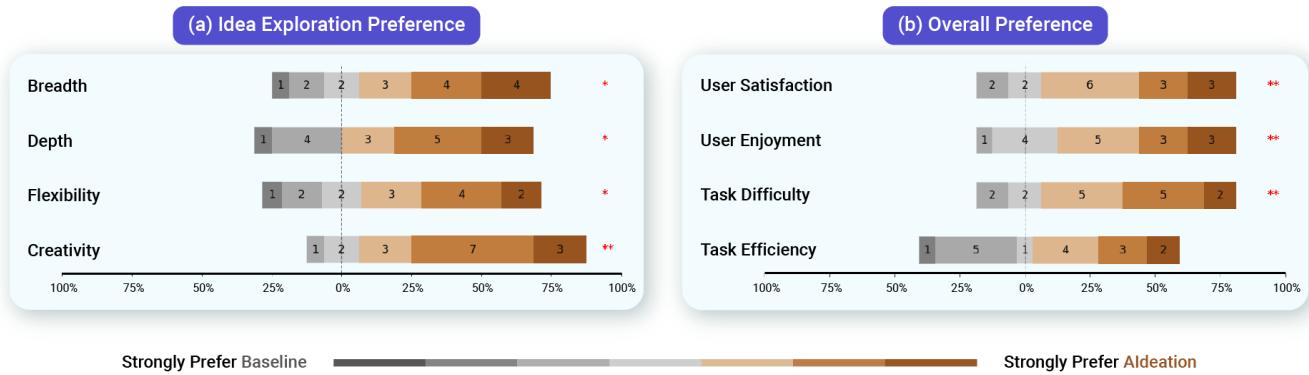 (a) Idea Exploration Preference
Breadth 1 2 2 3 4 4 *
Depth 1 4 3 5 3 *
Flexibility 1 2 2 3 4 2 *
Creativity 1 2 3 7 3 **
100% 75% 50% 25% 0% 25% 50% 75% 100%
(b) Overall Preference
User Satisfaction 2 2 6 3 3 **
User Enjoyment 1 4 5 3 3 **
Task Difficulty 2 2 5 5 2 **
Task Efficiency 1 5 1 4 3 2
100% 75% 50% 25% 0% 25% 50% 75% 100%
Strongly Prefer Baseline
Strongly Prefer AIdeation